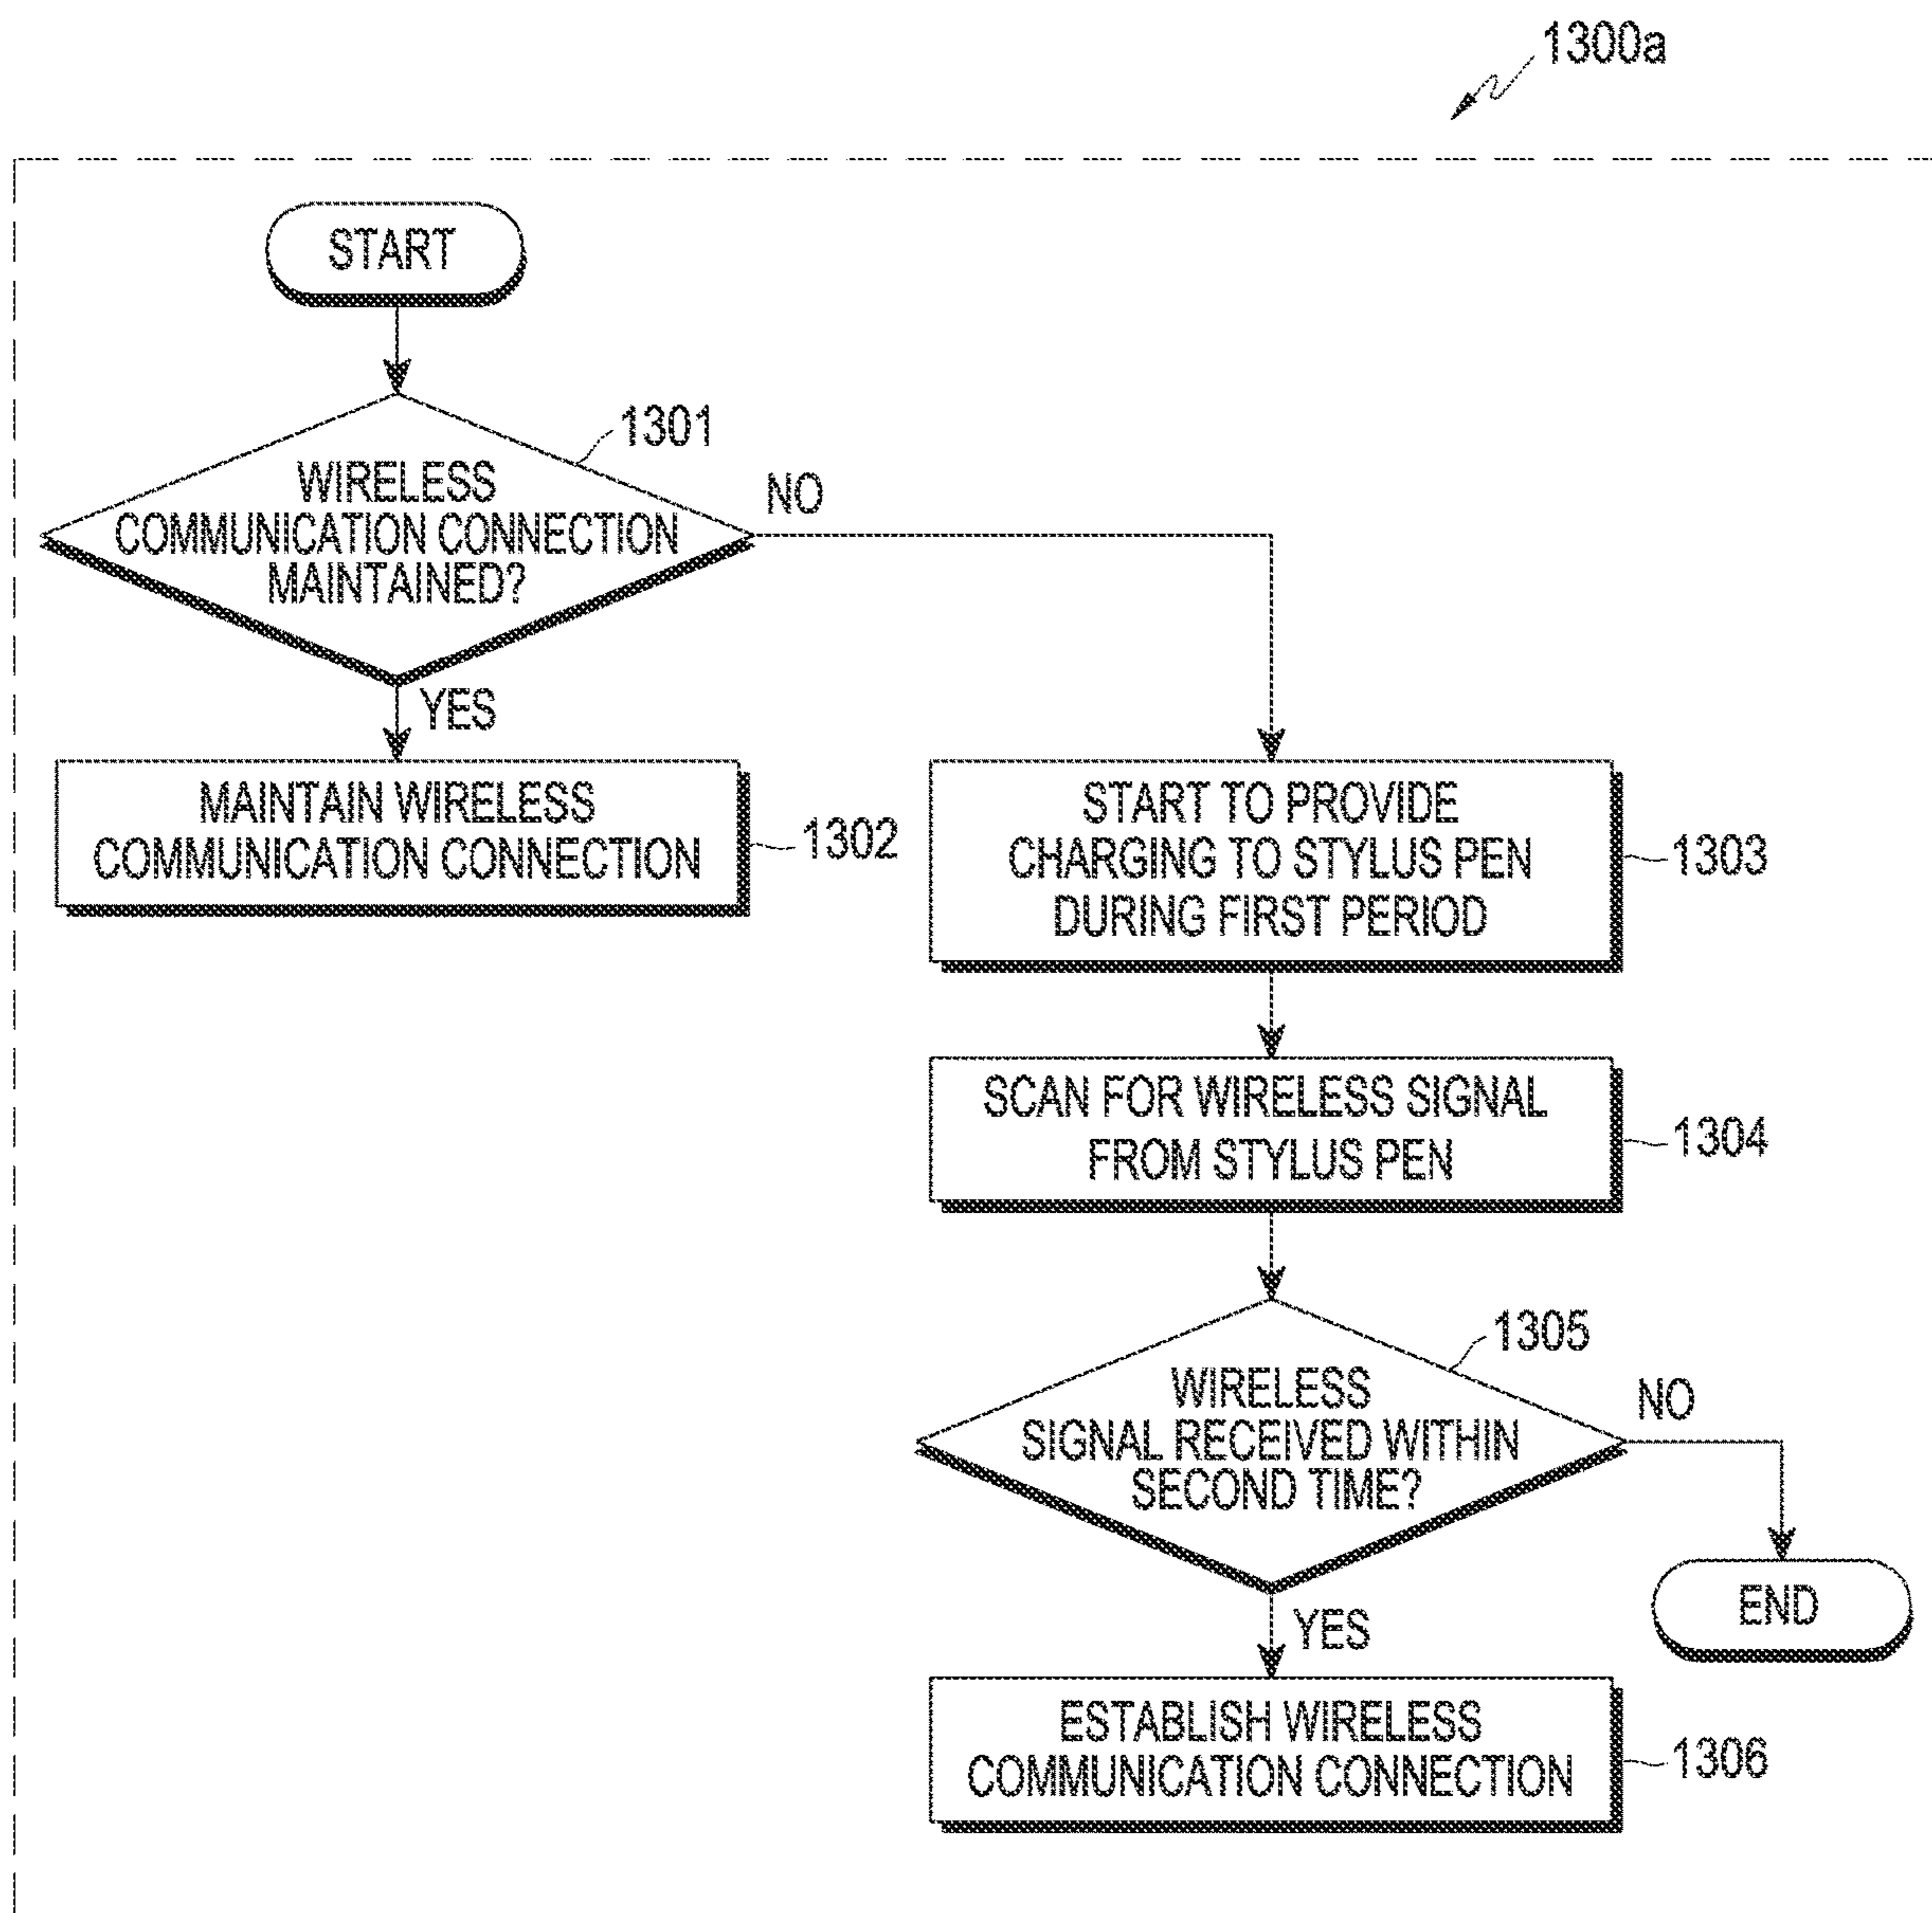 1300a
START
1301
WIRELESS
COMMUNICATION CONNECTION
MAINTAINED?
NO
YES
MAINTAIN WIRELESS
COMMUNICATION CONNECTION
1302
START TO PROVIDE
CHARGING TO STYLUS PEN
DURING FIRST PERIOD
1303
SCAN FOR WIRELESS SIGNAL
FROM STYLUS PEN
1304
1305
WIRELESS
SIGNAL RECEIVED WITHIN
SECOND TIME?
NO
END
YES
ESTABLISH WIRELESS
COMMUNICATION CONNECTION
1306